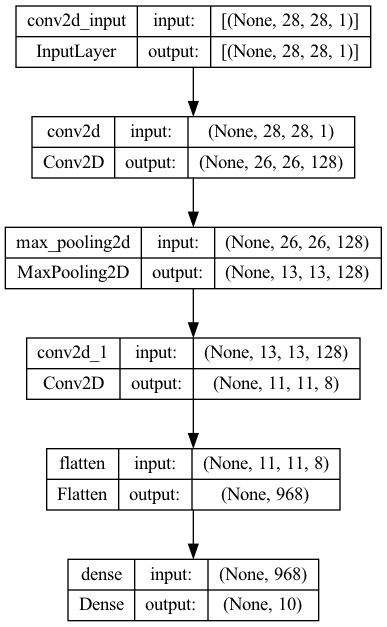 conv2d_input input: [(None, 28, 28, 1)]
InputLayer output: [(None, 28, 28, 1)]
conv2d input: (None, 28, 28, 1)
Conv2D output: (None, 26, 26, 128)
max_pooling2d input: (None, 26, 26, 128)
MaxPooling2D output: (None, 13, 13, 128)
conv2d_1 input: (None, 13, 13, 128)
Conv2D output: (None, 11, 11, 8)
flatten input: (None, 11, 11, 8)
Flatten output: (None, 968)
dense input: (None, 968)
Dense output: (None, 10)